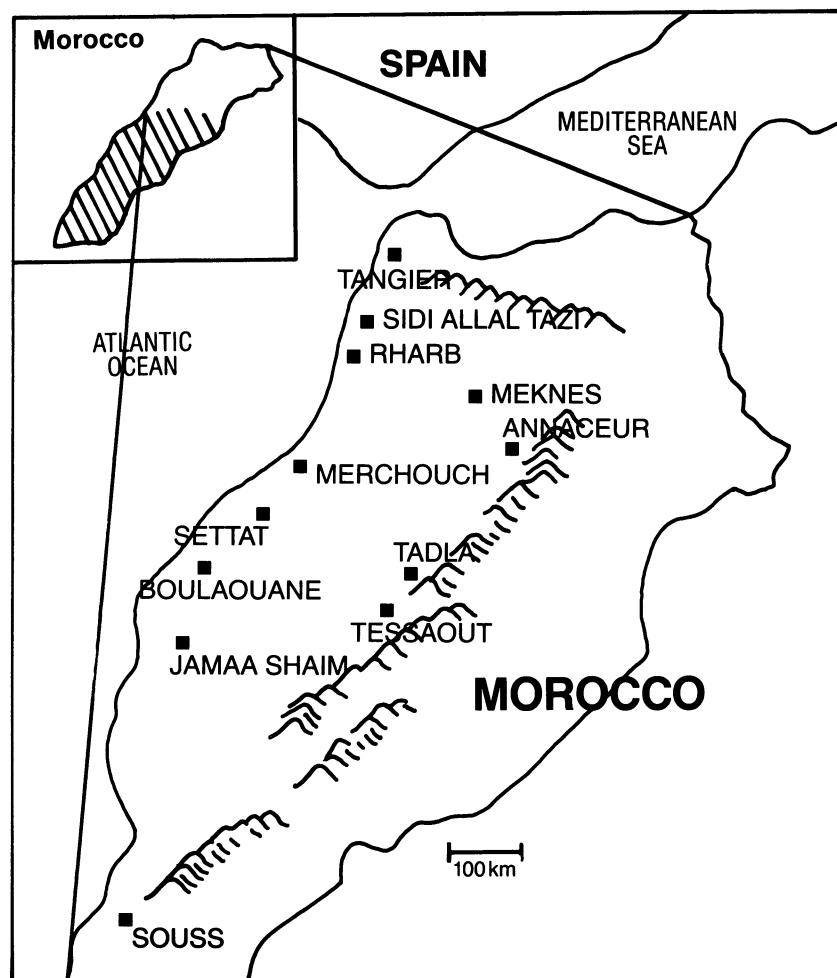 Morocco
SPAIN
MEDITERRANEAN
SEA
TANGIER
SIDI ALLAL TAZI
ATLANTIC
OCEAN
RHARB
MEKNES
ANNACEUR
MERCHOUCH
SETTAT
TADLA
BOULAOUANE
TESSAOUT
JAMAA SHAIM
MOROCCO
100 km
SOUSS